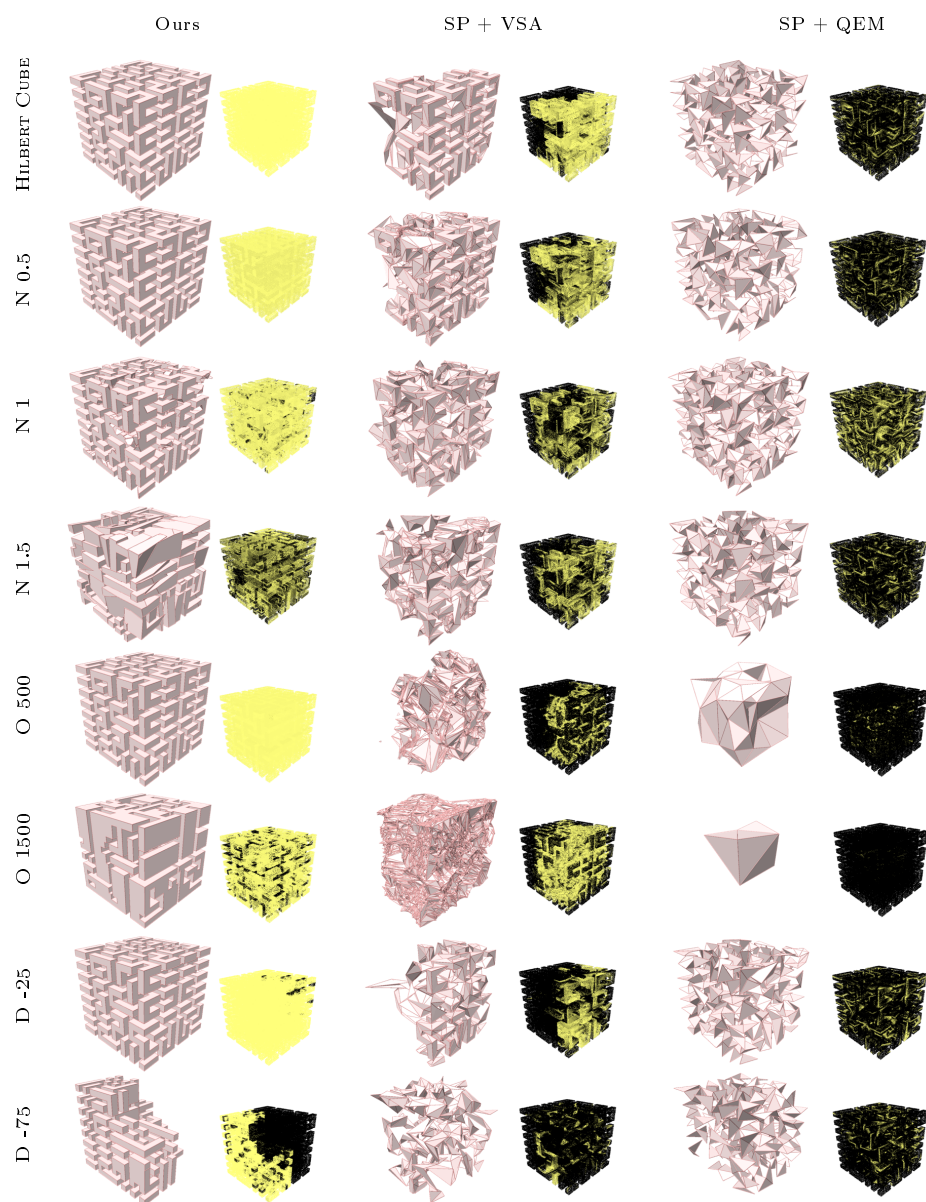 Ours SP + VSA SP + QEM
Hilbert Cube
N 0.5
N 1
N 1.5
O 500
O 1500
D -25
D -75